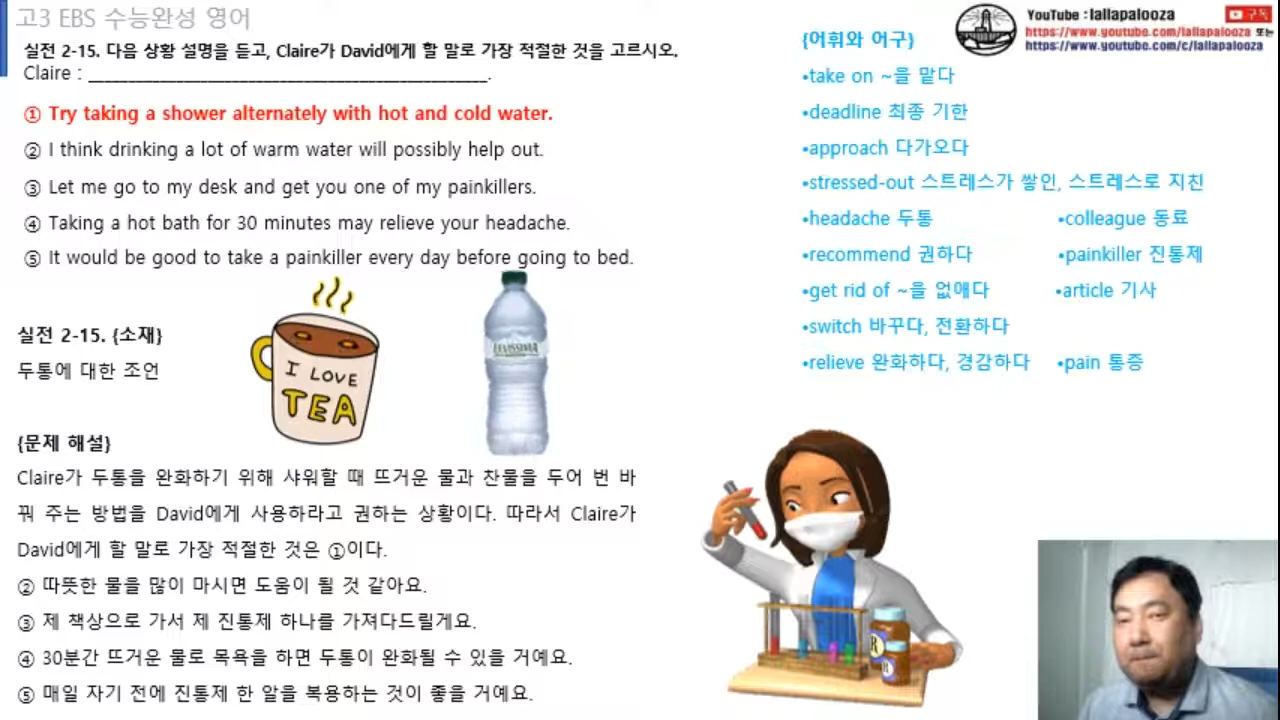 고3 EBS 수능완성 영어
YouTube : lallapalooza
구독
https://www.youtube.com/lallapalooza 또는
https://www.youtube.com/c/lallapalooza
실전 2-15. 다음 상황 설명을 듣고, Claire가 David에게 할 말로 가장 적절한 것을 고르시오.
Claire : ________________________________________.
① Try taking a shower alternately with hot and cold water.
② I think drinking a lot of warm water will possibly help out.
③ Let me go to my desk and get you one of my painkillers.
④ Taking a hot bath for 30 minutes may relieve your headache.
⑤ It would be good to take a painkiller every day before going to bed.
I LOVE
TEA
실전 2-15. {소재}
두통에 대한 조언
{문제 해설}
Claire가 두통을 완화하기 위해 샤워할 때 뜨거운 물과 찬물을 두어 번 바
꿔 주는 방법을 David에게 사용하라고 권하는 상황이다. 따라서 Claire가
David에게 할 말로 가장 적절한 것은 ①이다.
② 따뜻한 물을 많이 마시면 도움이 될 것 같아요.
③ 제 책상으로 가서 제 진통제 하나를 가져다드릴게요.
④ 30분간 뜨거운 물로 목욕을 하면 두통이 완화될 수 있을 거예요.
⑤ 매일 자기 전에 진통제 한 알을 복용하는 것이 좋을 거예요.
{어휘와 어구}
•take on ~을 맡다
•deadline 최종 기한
•approach 다가오다
•stressed-out 스트레스가 쌓인, 스트레스로 지친
•headache 두통 •colleague 동료
•recommend 권하다 •painkiller 진통제
•get rid of ~을 없애다 •article 기사
•switch 바꾸다, 전환하다
•relieve 완화하다, 경감하다 •pain 통증
R
R